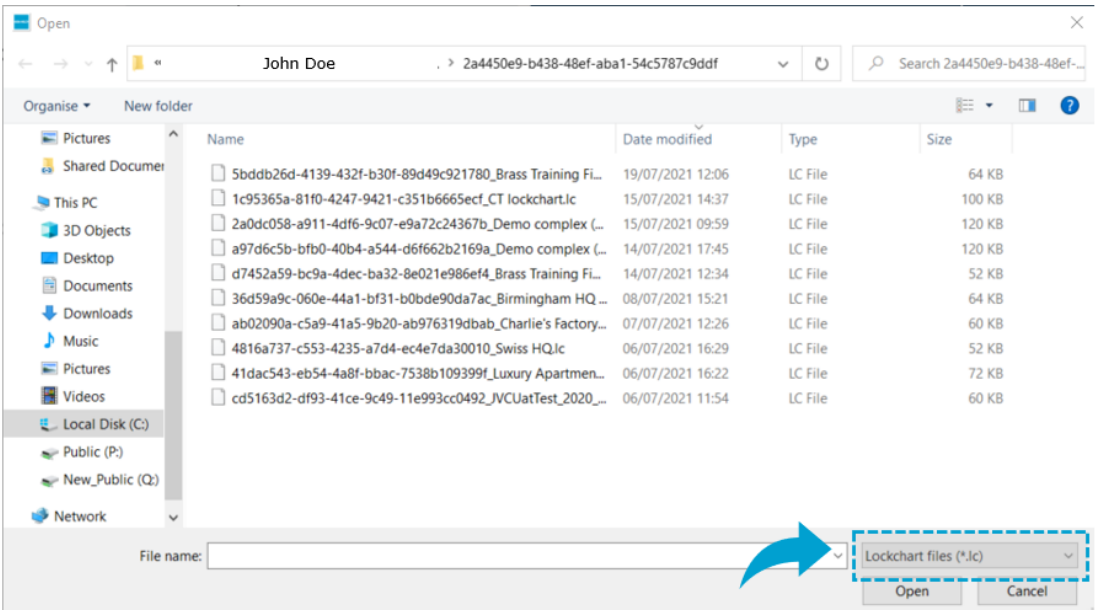 Open
« John Doe . > 2a4450e9-b438-48ef-aba1-54c5787c9ddf Search 2a4450e9-b438-48ef-...
Organise New folder ?
Name Date modified Type Size
Pictures
Shared Documer
This PC
3D Objects
Desktop
Documents
Downloads
Music
Pictures
Videos
Local Disk (C:)
Public (P:)
New_Public (Q:)
Network
5bddb26d-4139-432f-b30f-89d49c921780_Brass Training Fi... 19/07/2021 12:06 LC File 64 KB
1c95365a-81f0-4247-9421-c351b6665ecf_CT lockchart.lc 15/07/2021 14:37 LC File 100 KB
2a0dc058-a911-4df6-9c07-e9a72c24367b_Demo complex (... 15/07/2021 09:59 LC File 120 KB
a97d6c5b-bfb0-40b4-a544-d6f662b2169a_Demo complex (... 14/07/2021 17:45 LC File 120 KB
d7452a59-bc9a-4dec-ba32-8e021e986ef4_Brass Training Fi... 14/07/2021 12:34 LC File 52 KB
36d59a9c-060e-44a1-bf31-b0bde90da7ac_Birmingham HQ ... 08/07/2021 15:21 LC File 64 KB
ab02090a-c5a9-41a5-9b20-ab976319dbab_Charlie's Factory... 07/07/2021 12:26 LC File 60 KB
4816a737-c553-4235-a7d4-ec4e7da30010_Swiss HQ.lc 06/07/2021 16:29 LC File 52 KB
41dac543-eb54-4a8f-bbac-7538b109399f_Luxury Apartmen... 06/07/2021 16:22 LC File 72 KB
cd5163d2-df93-41ce-9c49-11e993cc0492_JVCUatTest_2020_... 06/07/2021 11:54 LC File 60 KB
File name: Lockchart files (*.lc)
Open Cancel